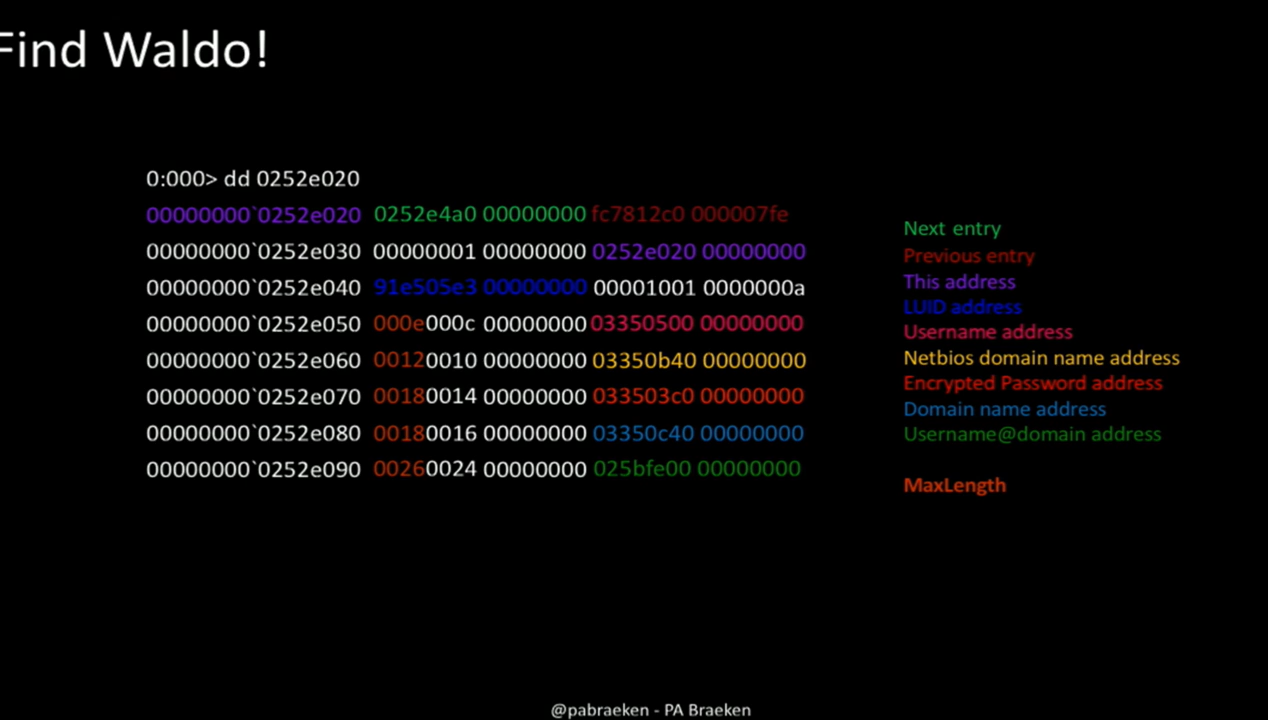 Find Waldo!
0:000> dd 0252e020
00000000`0252e020 0252e4a0 00000000 fc7812c0 000007fe
00000000`0252e030 00000001 00000000 0252e020 00000000
00000000`0252e040 91e505e3 00000000 00001001 0000000a
00000000`0252e050 000e000c 00000000 03350500 00000000
00000000`0252e060 00120010 00000000 03350b40 00000000
00000000`0252e070 00180014 00000000 033503c0 00000000
00000000`0252e080 00180016 00000000 03350c40 00000000
00000000`0252e090 00260024 00000000 025bfe00 00000000
Next entry
Previous entry
This address
LUID address
Username address
Netbios domain name address
Encrypted Password address
Domain name address
Username@domain address
MaxLength
@pabraeken - PA Braeken